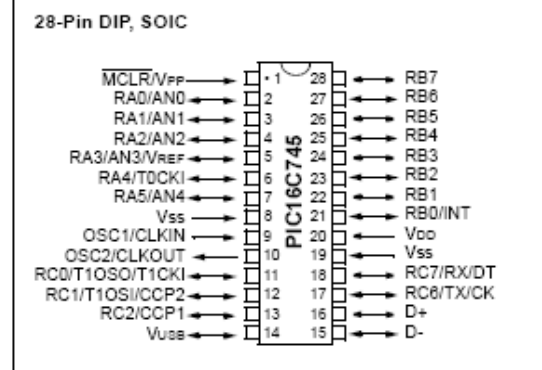 28-Pin DIP, SOIC
MCLR/VPP · 1 28 RB7
RA0/AN0 2 27 RB6
RA1/AN1 3 26 RB5
RA2/AN2 4 25 RB4
RA3/AN3/VREF 5 24 RB3
RA4/T0CKI 6 23 RB2
RA5/AN4 7 22 RB1
VSS 8 21 RB0/INT
OSC1/CLKIN 9 20 VDD
OSC2/CLKOUT 10 19 VSS
RC0/T1OSO/T1CKI 11 18 RC7/RX/DT
RC1/T1OSI/CCP2 12 17 RC6/TX/CK
RC2/CCP1 13 16 D+
VUSB 14 15 D-
PIC16C745